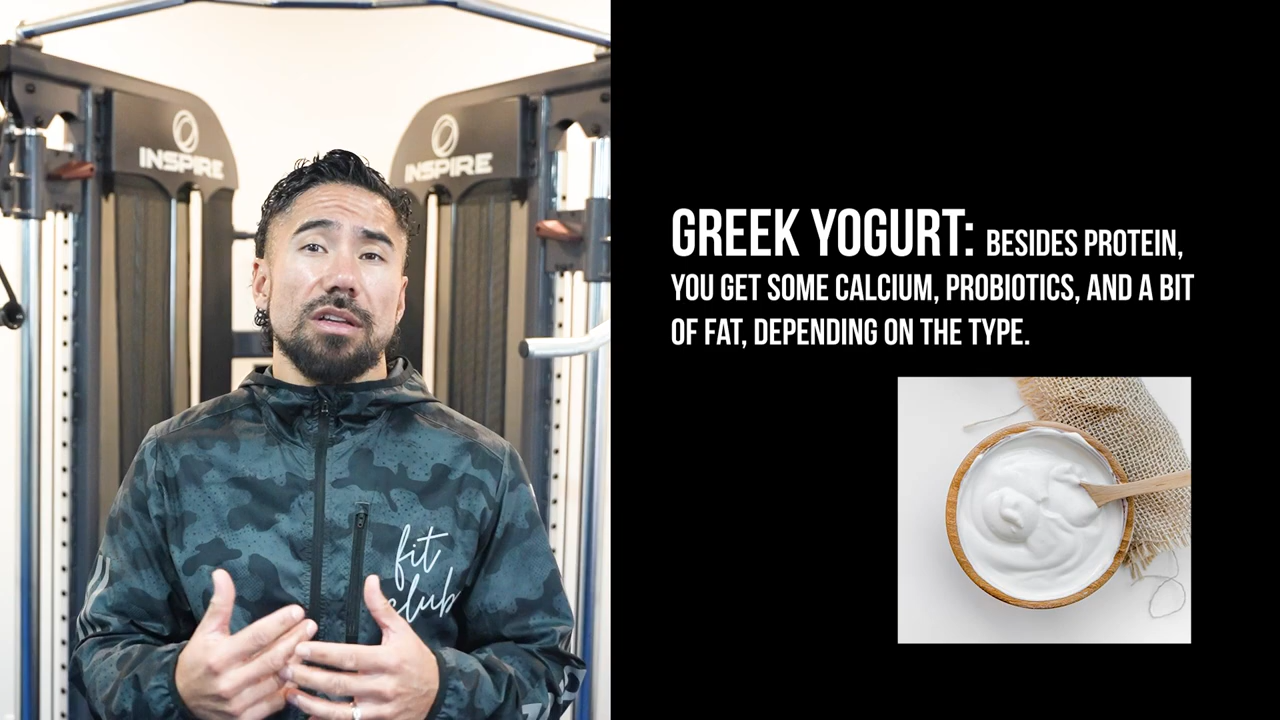 INSPIRE
INSPIRE
fit
club
GREEK YOGURT: BESIDES PROTEIN,
YOU GET SOME CALCIUM, PROBIOTICS, AND A BIT
OF FAT, DEPENDING ON THE TYPE.